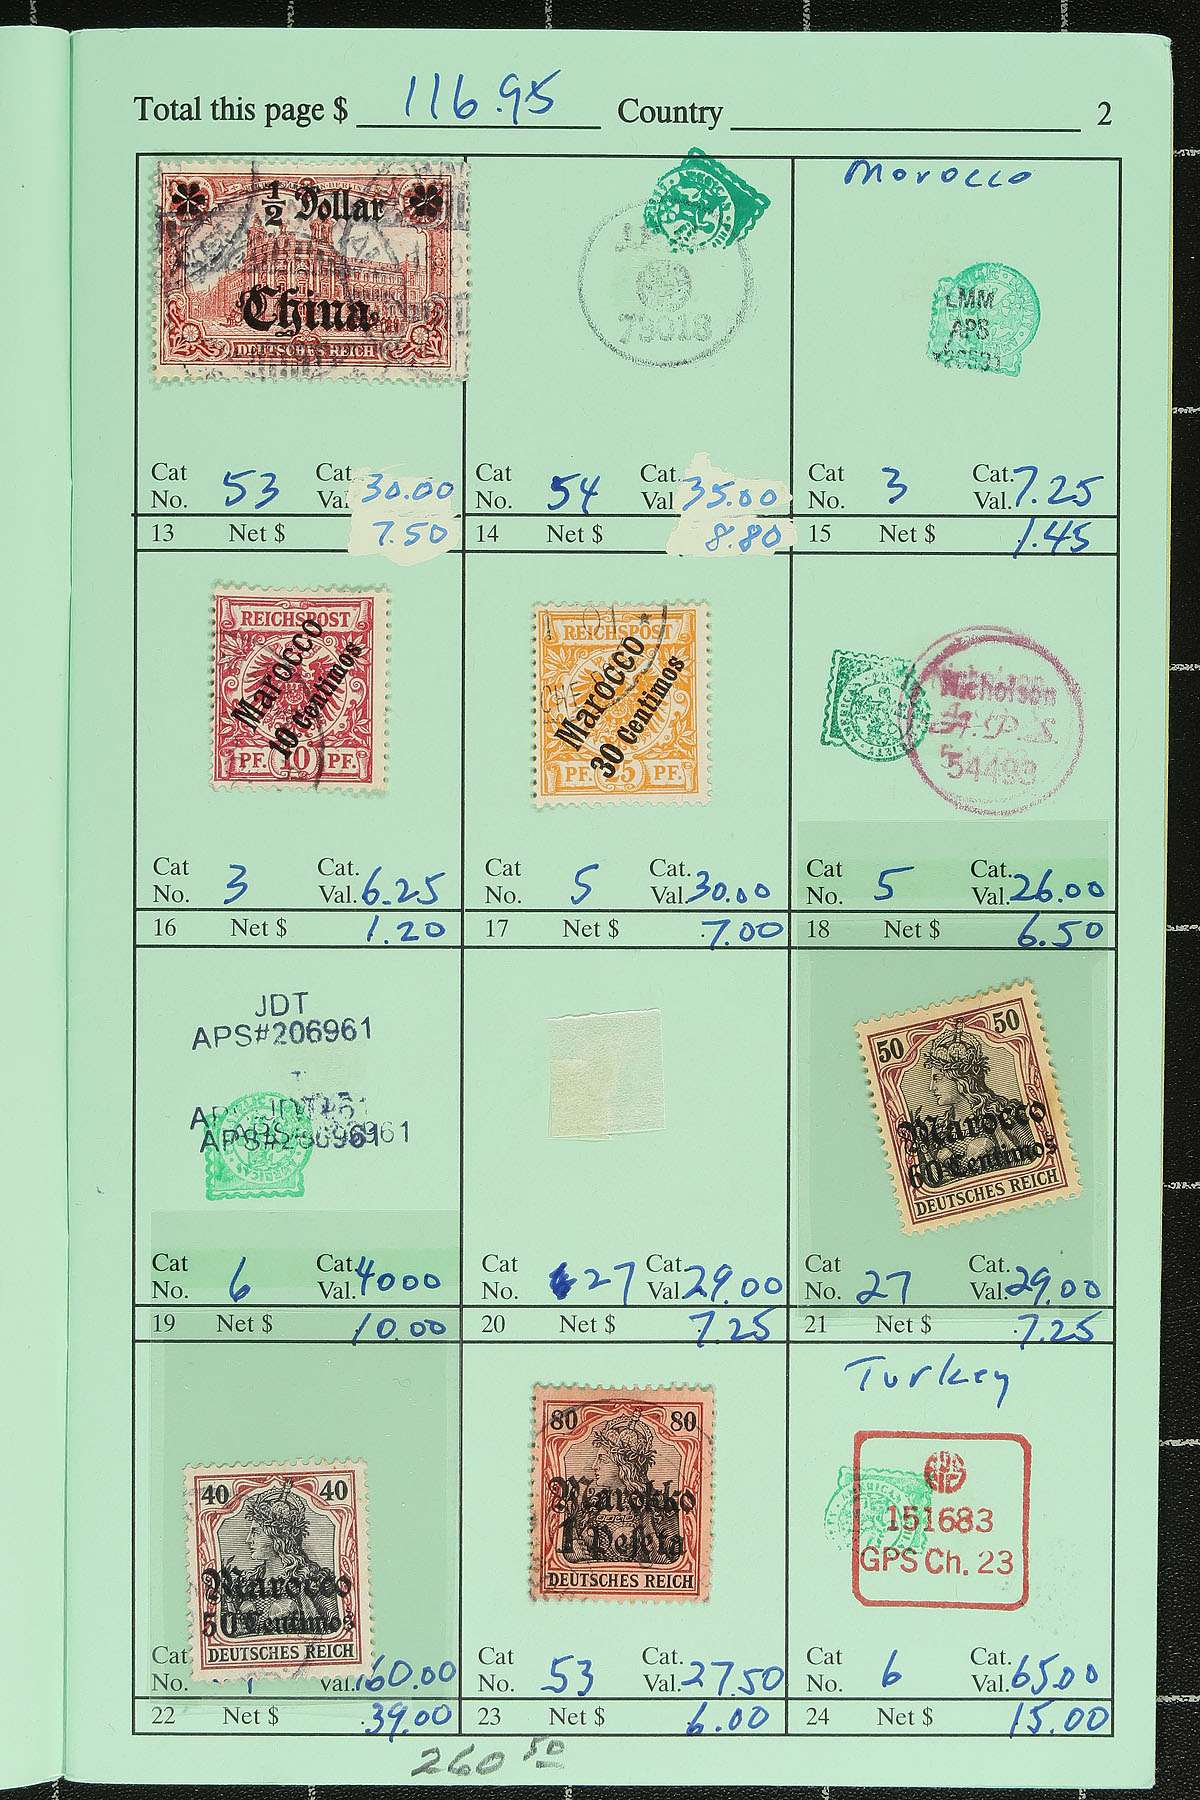 Total this page $ 116.95 Country 2
½ Dollar
China
DEUTSCHES REICH
Cat No. 53 Cat. Val. 30.00
13 Net $ 7.50
73018
Cat No. 54 Cat. Val. 35.00
14 Net $ 8.80
Morocco
LMM
APS
Cat No. 3 Cat. Val. 7.25
15 Net $ 1.45
REICHSPOST
Marocco
10 Centimos
PF. 10 PF.
Cat No. 3 Cat. Val. 6.25
16 Net $ 1.20
REICHSPOST
Marocco
30 Centimos
PF. 25 PF.
Cat No. 5 Cat. Val. 30.00
17 Net $ 7.00
Nicholson
54493
Cat No. 5 Cat. Val. 26.00
18 Net $ 6.50
JDT
APS#206961
Cat No. 6 Cat. Val. 4000
19 Net $ 10.00
Cat No. 27 Cat. Val. 29.00
20 Net $ 7.25
50 50
Marocco
60 Centimos
DEUTSCHES REICH
Cat No. 27 Cat. Val. 29.00
21 Net $ 7.25
40 40
Marocco
50 Centimos
DEUTSCHES REICH
Cat No. Val. 160.00
22 Net $ 39.00
80 80
Marokko
1 Peseta
DEUTSCHES REICH
Cat No. 53 Cat. Val. 27.50
23 Net $ 6.00
Turkey
151683
GPS Ch. 23
Cat No. 6 Cat. Val. 65.00
24 Net $ 15.00
260 50